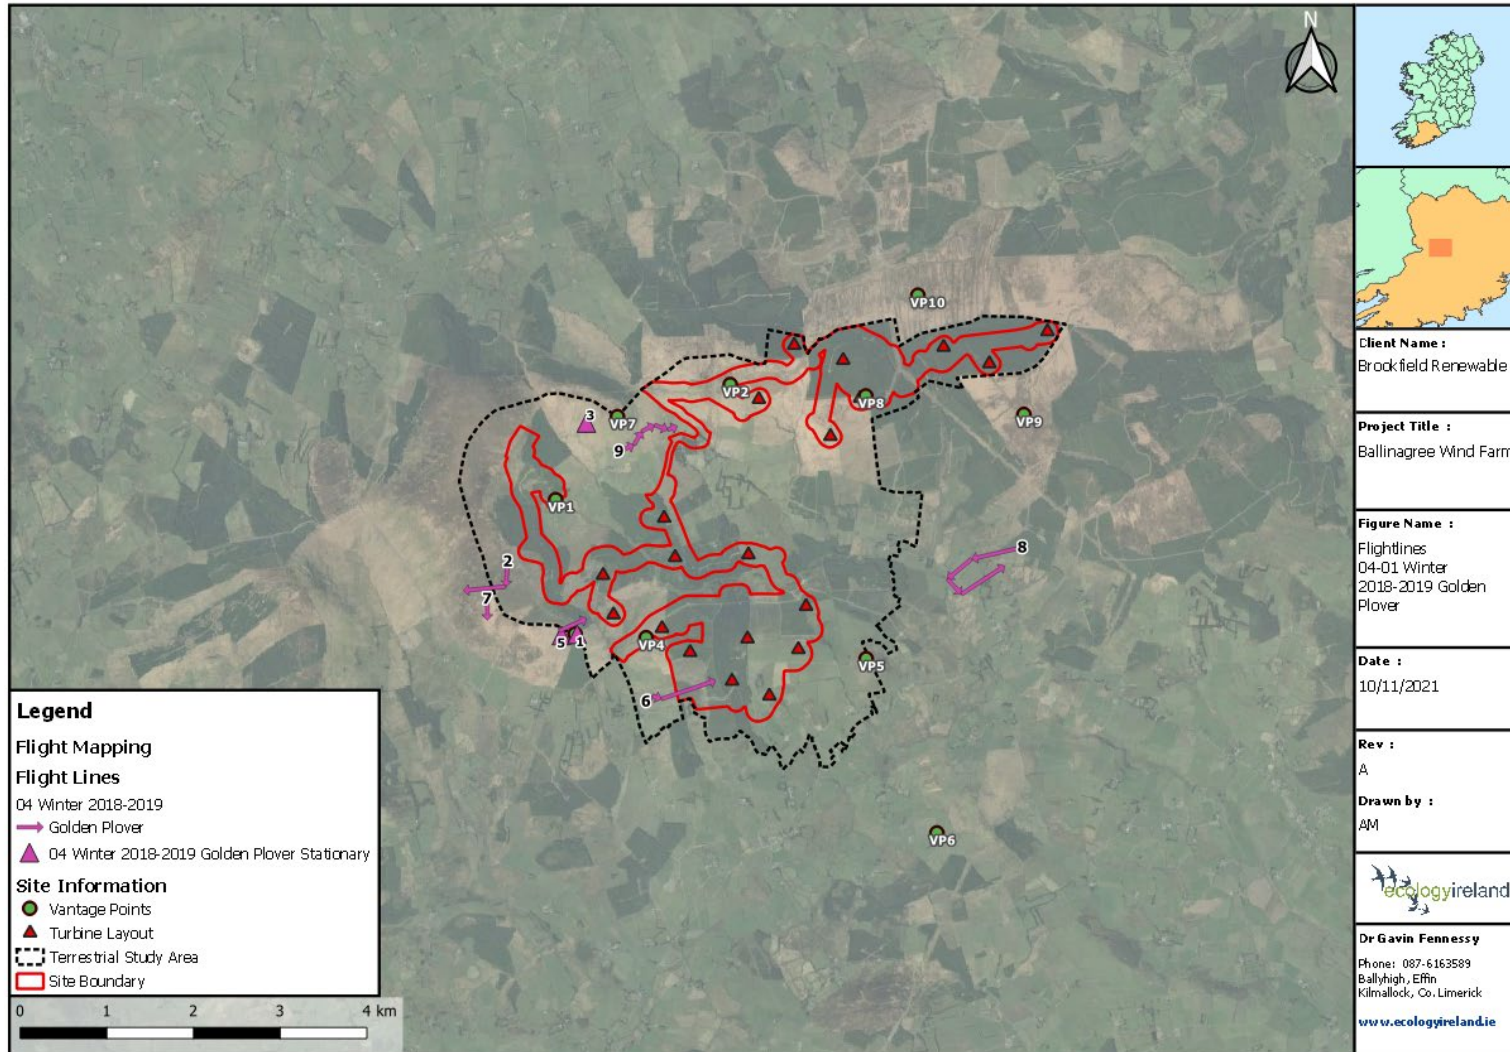 N
VP10
VP2
VP8
VP9
3
VP7
9
VP1
8
2
7
5
1
VP4
VP5
6
VP6
Legend
Flight Mapping
Flight Lines
04 Winter 2018-2019
Golden Plover
04 Winter 2018-2019 Golden Plover Stationary
Site Information
Vantage Points
Turbine Layout
Terrestrial Study Area
Site Boundary
0 1 2 3 4 km
Client Name :
Brookfield Renewable
Project Title :
Ballinagree Wind Farm
Figure Name :
Flightlines
04-01 Winter
2018-2019 Golden
Plover
Date :
10/11/2021
Rev :
A
Drawn by :
AM
ecologyireland
Dr Gavin Fennessy
Phone: 087-6163589
Ballyhigh, Effin
Kilmallock, Co. Limerick
www.ecologyireland.ie